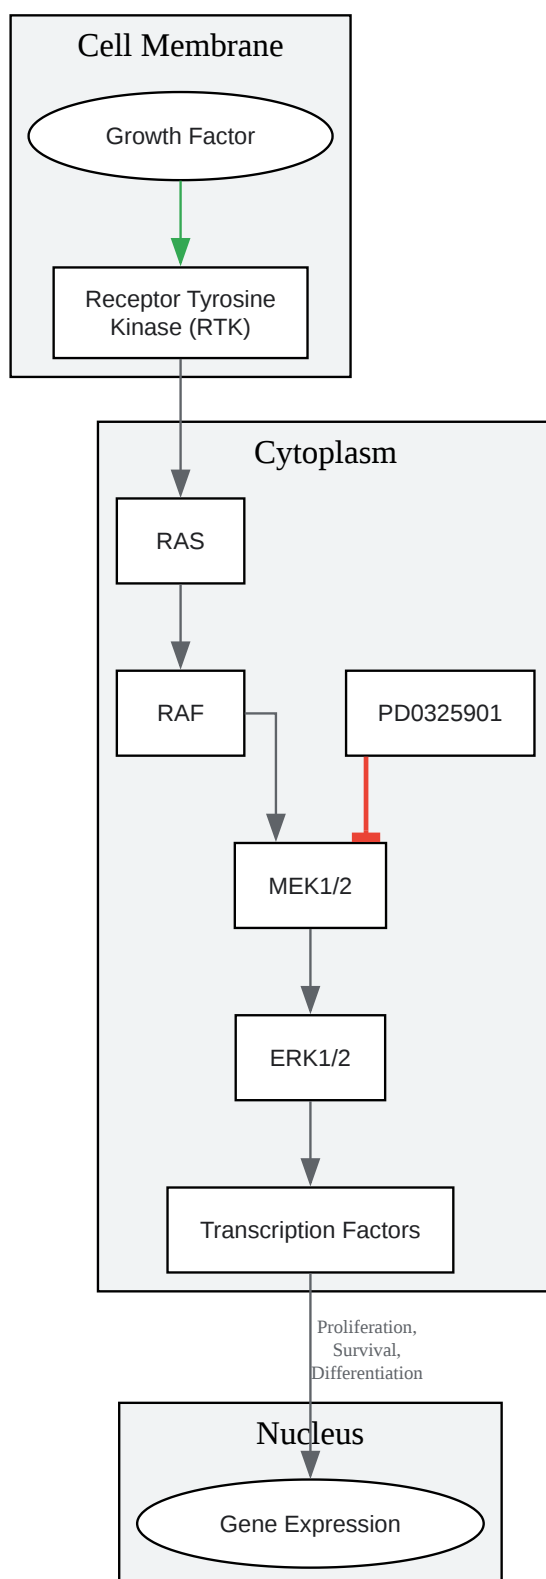 Cell Membrane
Growth Factor
Receptor Tyrosine
Kinase (RTK)
Cytoplasm
RAS
RAF
PD0325901
MEK1/2
ERK1/2
Transcription Factors
Proliferation,
Survival,
Differentiation
Nucleus
Gene Expression